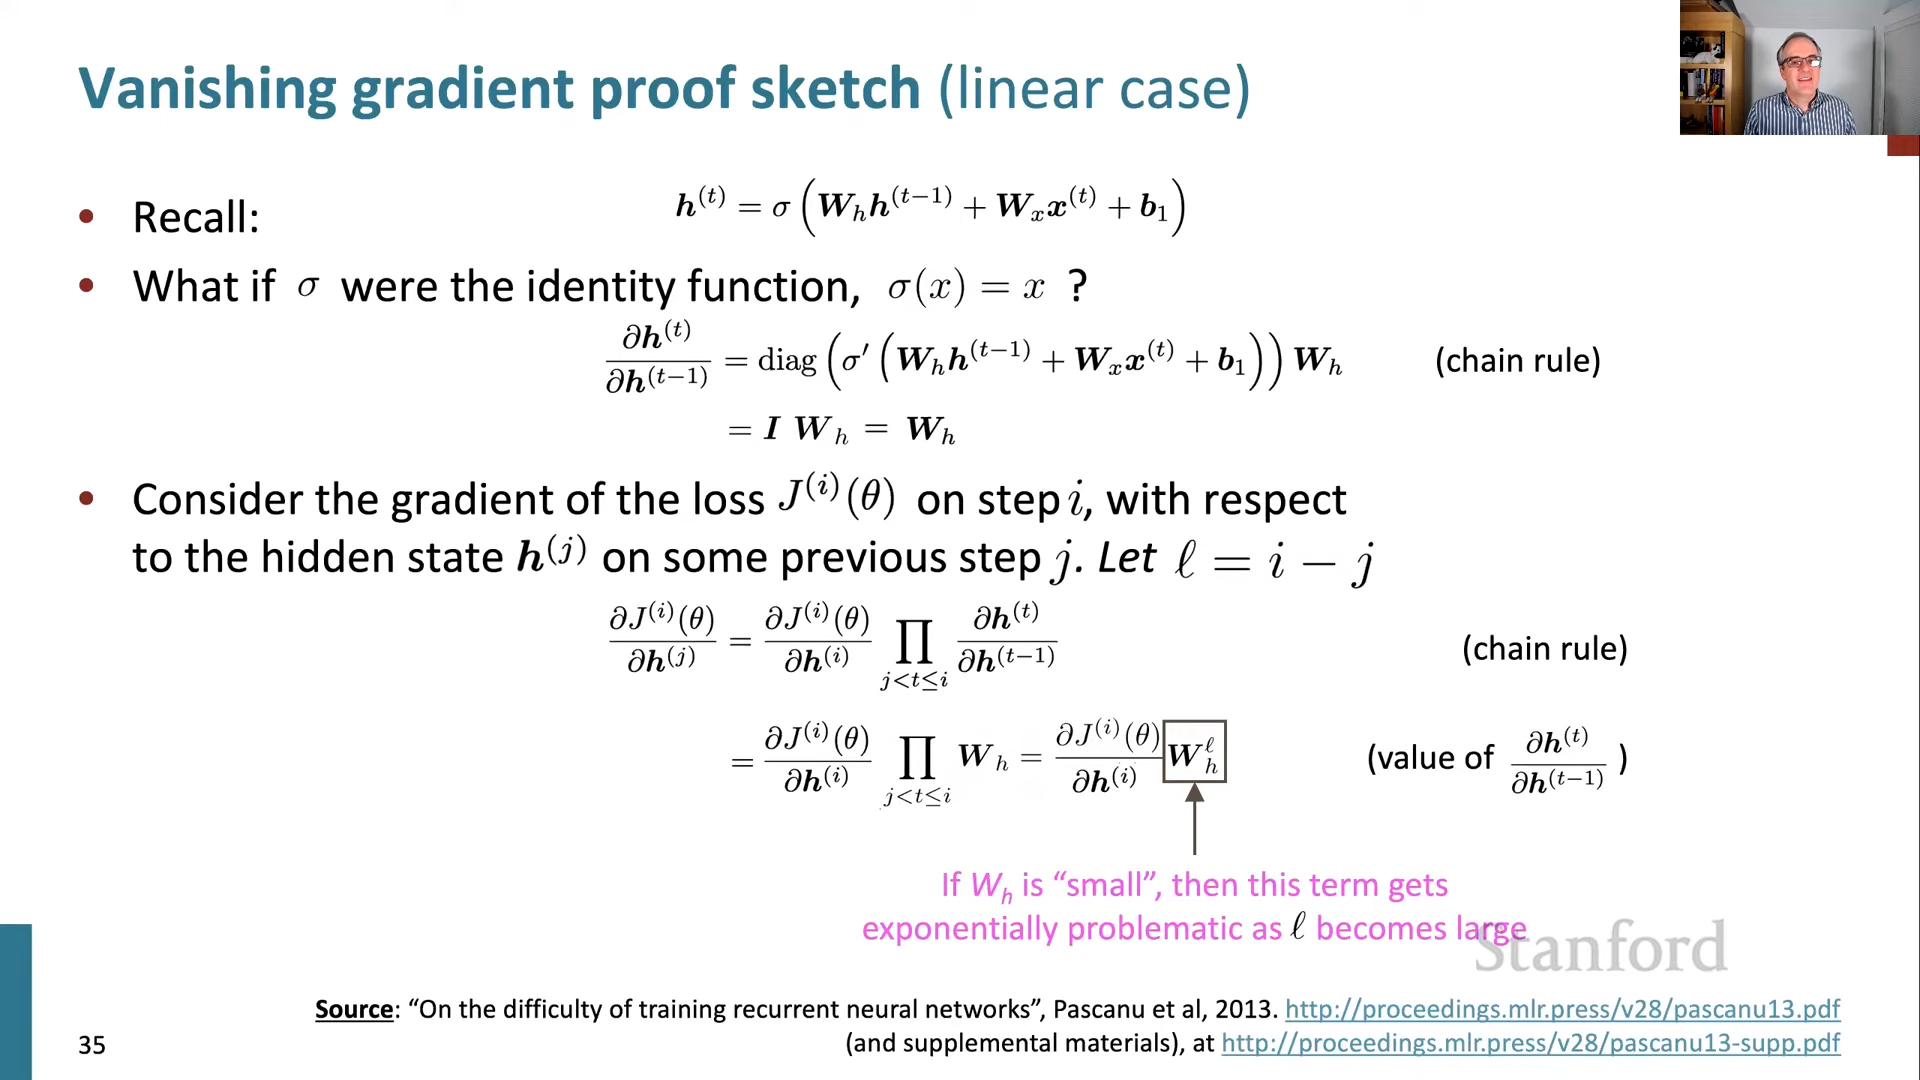 Vanishing gradient proof sketch (linear case)
• Recall: 𝒉^(t) = σ(𝑾_h 𝒉^(t−1) + 𝑾_x 𝒙^(t) + 𝒃_1)
• What if σ were the identity function, σ(x) = x ?
∂𝒉^(t)/∂𝒉^(t−1) = diag(σ′(𝑾_h 𝒉^(t−1) + 𝑾_x 𝒙^(t) + 𝒃_1)) 𝑾_h (chain rule)
= 𝑰 𝑾_h = 𝑾_h
• Consider the gradient of the loss J^(i)(θ) on step i, with respect
to the hidden state 𝒉^(j) on some previous step j. Let ℓ = i − j
∂J^(i)(θ)/∂𝒉^(j) = ∂J^(i)(θ)/∂𝒉^(i) ∏_{j<t≤i} ∂𝒉^(t)/∂𝒉^(t−1) (chain rule)
= ∂J^(i)(θ)/∂𝒉^(i) ∏_{j<t≤i} 𝑾_h = ∂J^(i)(θ)/∂𝒉^(i) 𝑾_h^ℓ (value of ∂𝒉^(t)/∂𝒉^(t−1) )
If W_h is “small”, then this term gets
exponentially problematic as ℓ becomes large
Stanford
Source: “On the difficulty of training recurrent neural networks”, Pascanu et al, 2013. http://proceedings.mlr.press/v28/pascanu13.pdf
(and supplemental materials), at http://proceedings.mlr.press/v28/pascanu13-supp.pdf
35